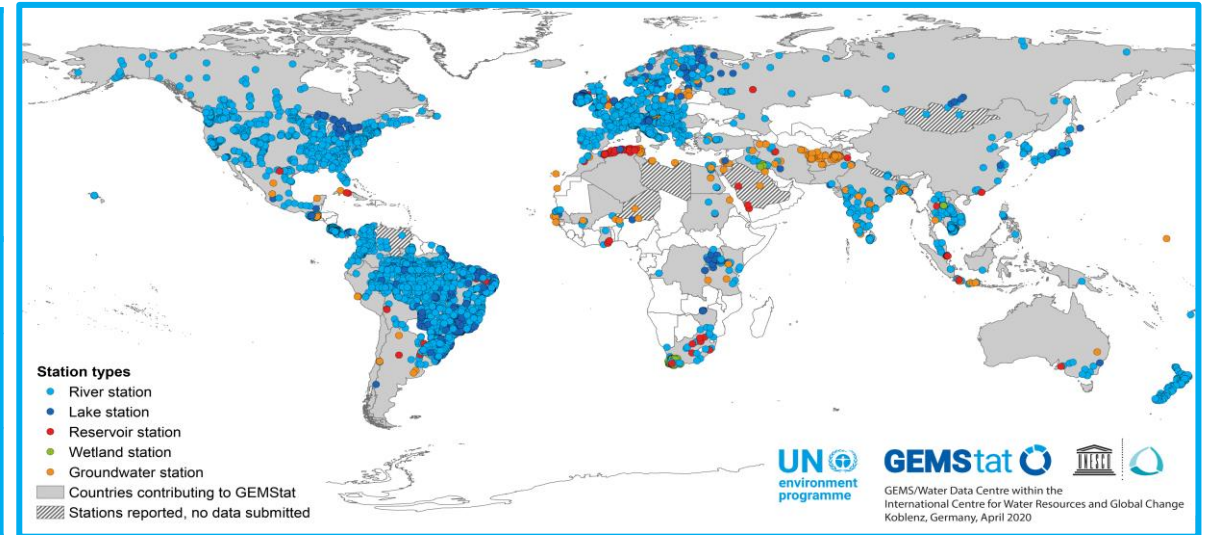 Station types
River station
Lake station
Reservoir station
Wetland station
Groundwater station
Countries contributing to GEMStat
Stations reported, no data submitted
UN
environment
programme
GEMStat
UNESCO
GEMS/Water Data Centre within the
International Centre for Water Resources and Global Change
Koblenz, Germany, April 2020